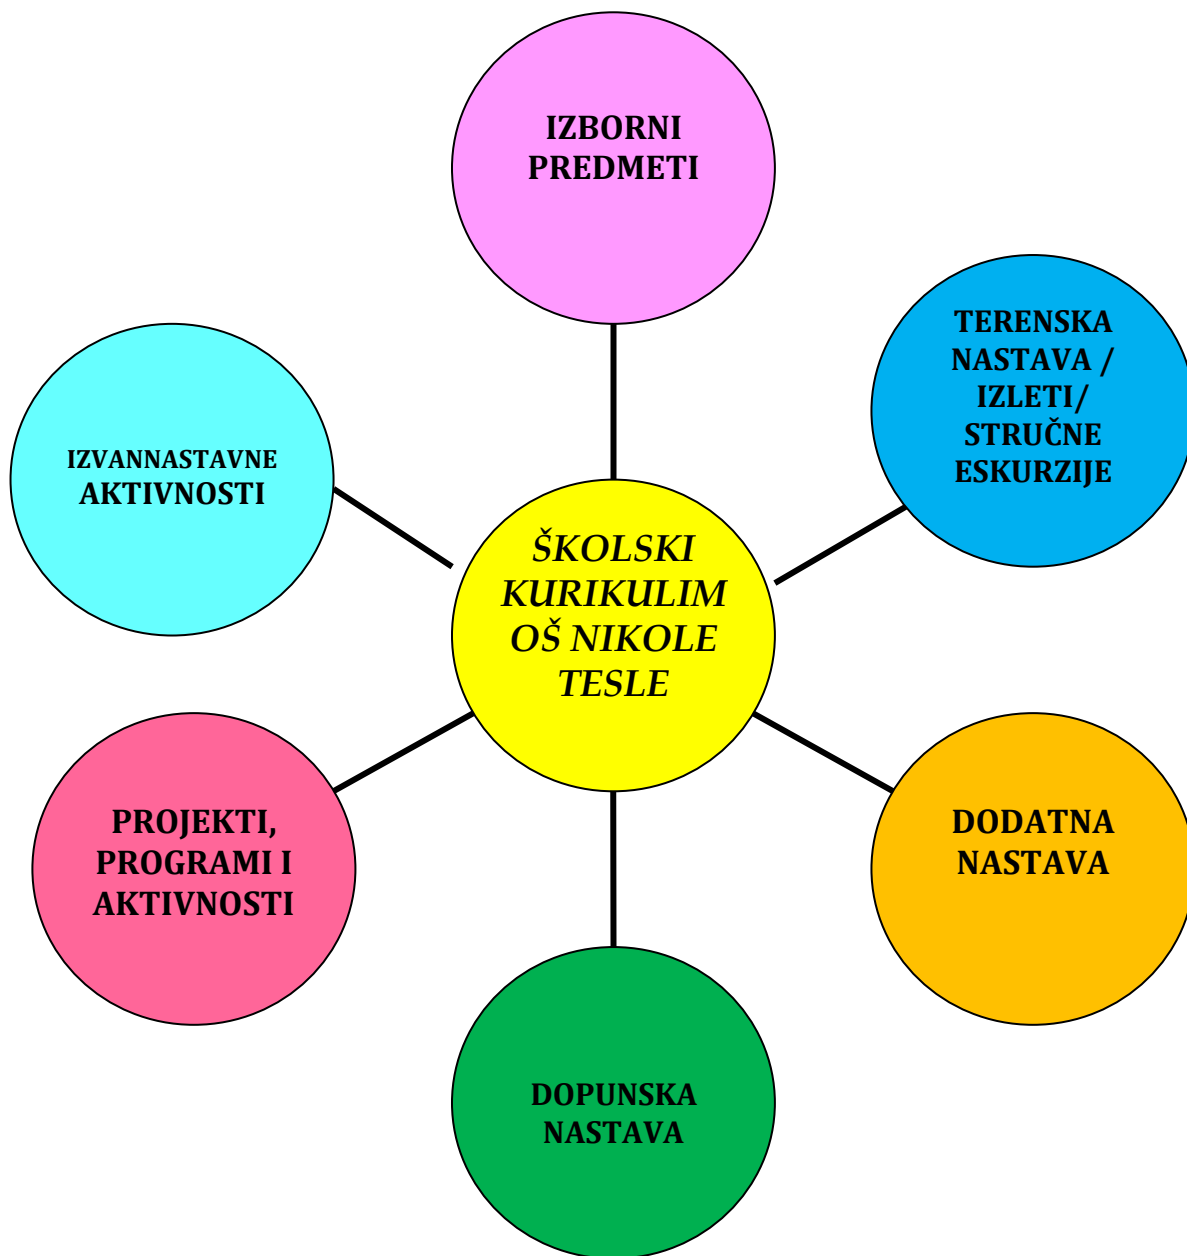 IZBORNI
PREDMETI
TERENSKA
NASTAVA /
IZLETI/
STRUČNE
ESKURZIJE
IZVANNASTAVNE
AKTIVNOSTI
ŠKOLSKI
KURIKULIM
OŠ NIKOLE
TESLE
PROJEKTI,
PROGRAMI I
AKTIVNOSTI
DODATNA
NASTAVA
DOPUNSKA
NASTAVA